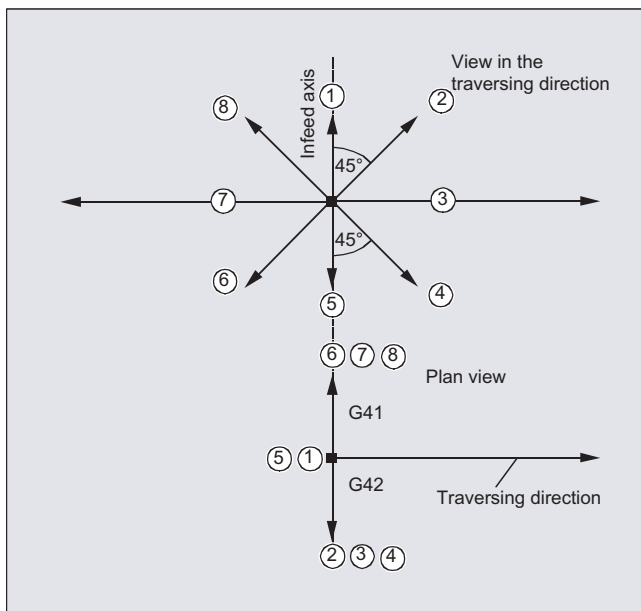 View in the
traversing direction
Infeed axis
1
2
8
45°
7
3
45°
6
4
5
6 7 8
Plan view
G41
5 1
G42
Traversing direction
2 3 4